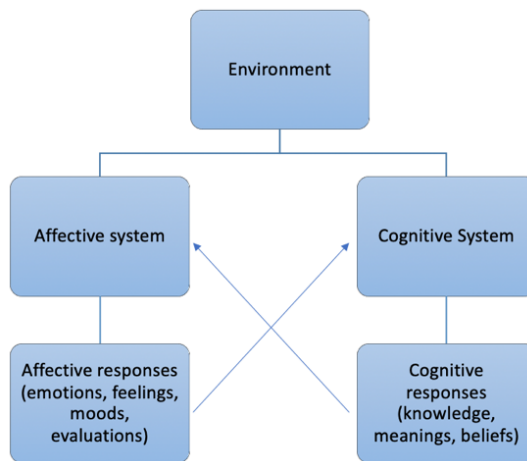 Environment
Affective system
Cognitive System
Affective responses
(emotions, feelings,
moods,
evaluations)
Cognitive
responses
(knowledge,
meanings, beliefs)